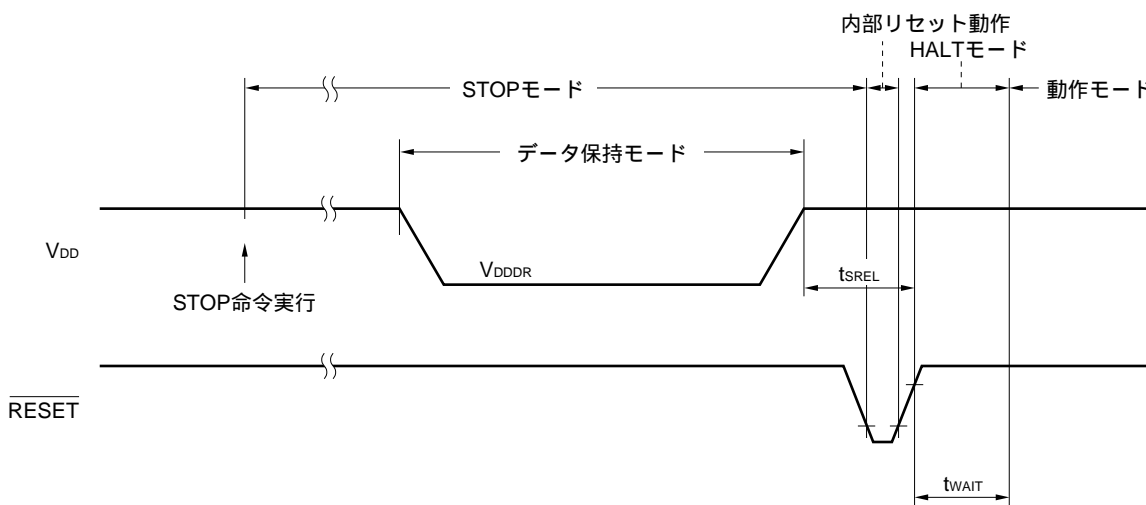 内部リセット動作
HALTモード
STOPモード
動作モード
データ保持モード
VDD
VDDDR
tSREL
STOP命令実行
RESET
tWAIT